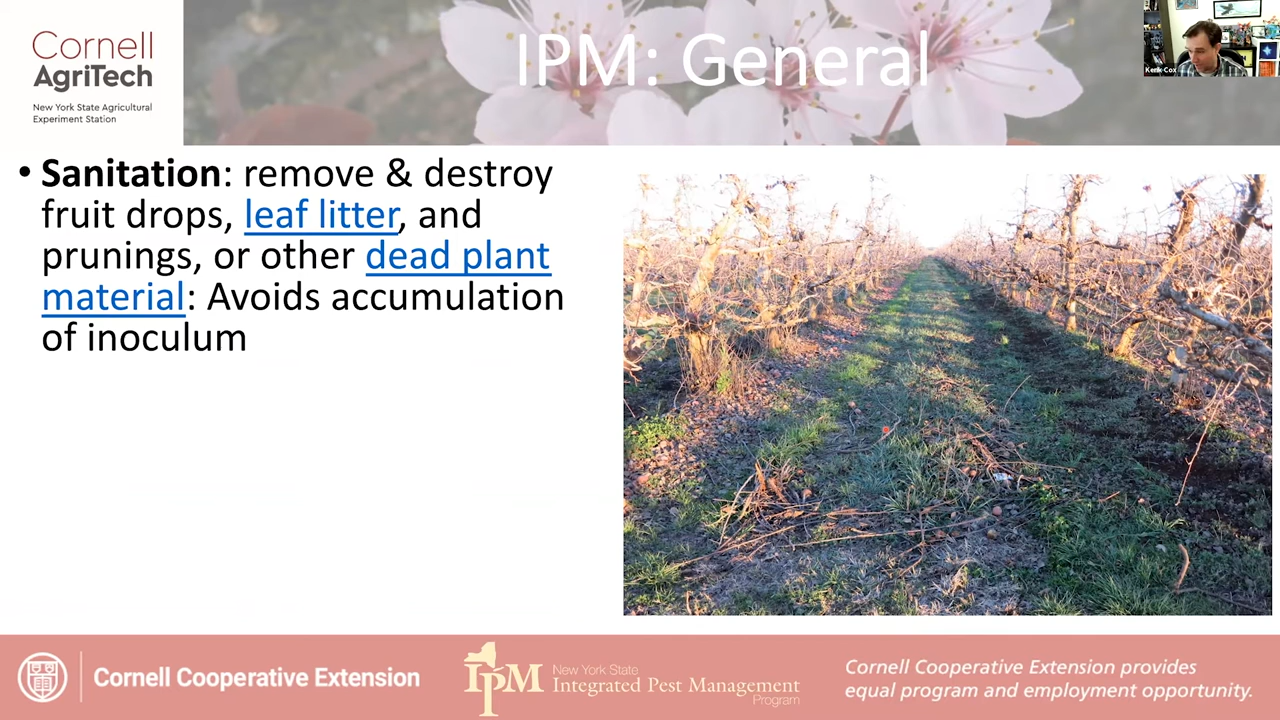 Cornell
AgriTech
New York State Agricultural
Experiment Station
IPM: General
Kerik Cox
• Sanitation: remove & destroy
fruit drops, leaf litter, and
prunings, or other dead plant
material: Avoids accumulation
of inoculum
Cornell Cooperative Extension
IPM
New York State
Integrated Pest Management
Program
Cornell Cooperative Extension provides
equal program and employment opportunity.